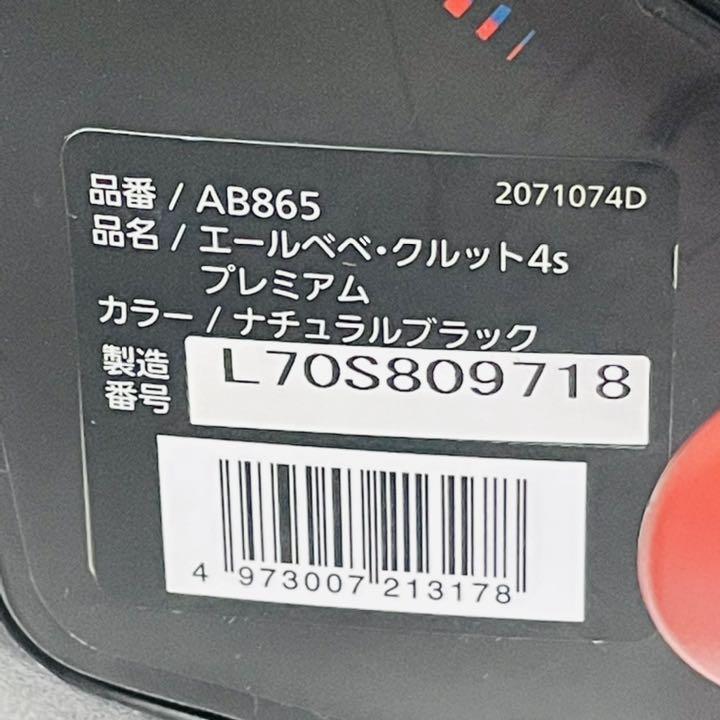 品番 / AB865
2071074D
品名 / エールベベ・クルット4s
プレミアム
カラー / ナチュラルブラック
製造
番号
L70S809718
4 973007 213178